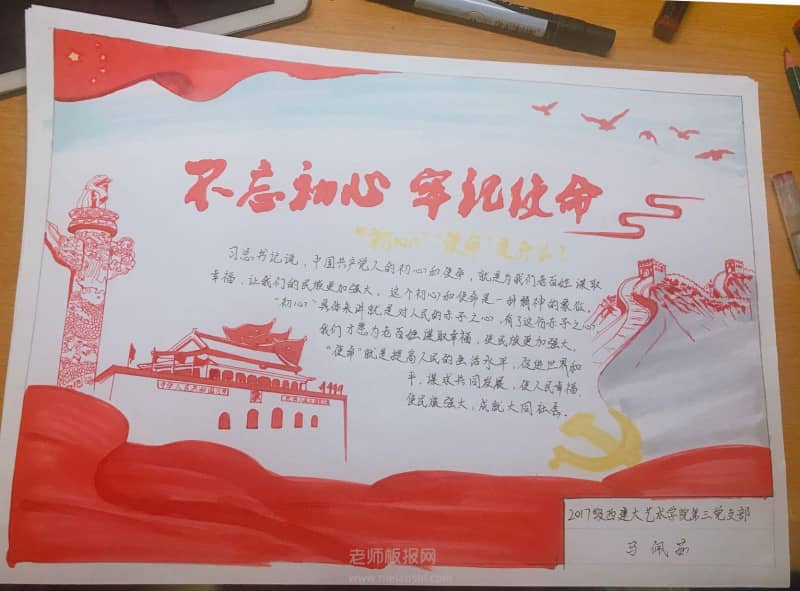 不忘初心 牢记使命
“初心”“使命”是什么？
习总书记说，中国共产党人的初心和使命，就是为我们老百姓谋取
幸福，让我们的民族更加强大。这个初心和使命是一种精神的象征。
“初心”具体来讲就是对人民的赤子之心，有了这份赤子之心
我们才愿为老百姓谋取幸福，使民族更加强大。
“使命”就是提高人民的生活水平，促进世界和
平，谋求共同发展，使人民幸福，
使民族强大，成就大同社会。
2017级西建大艺术学院第三党支部
马佩茹
老师板报网